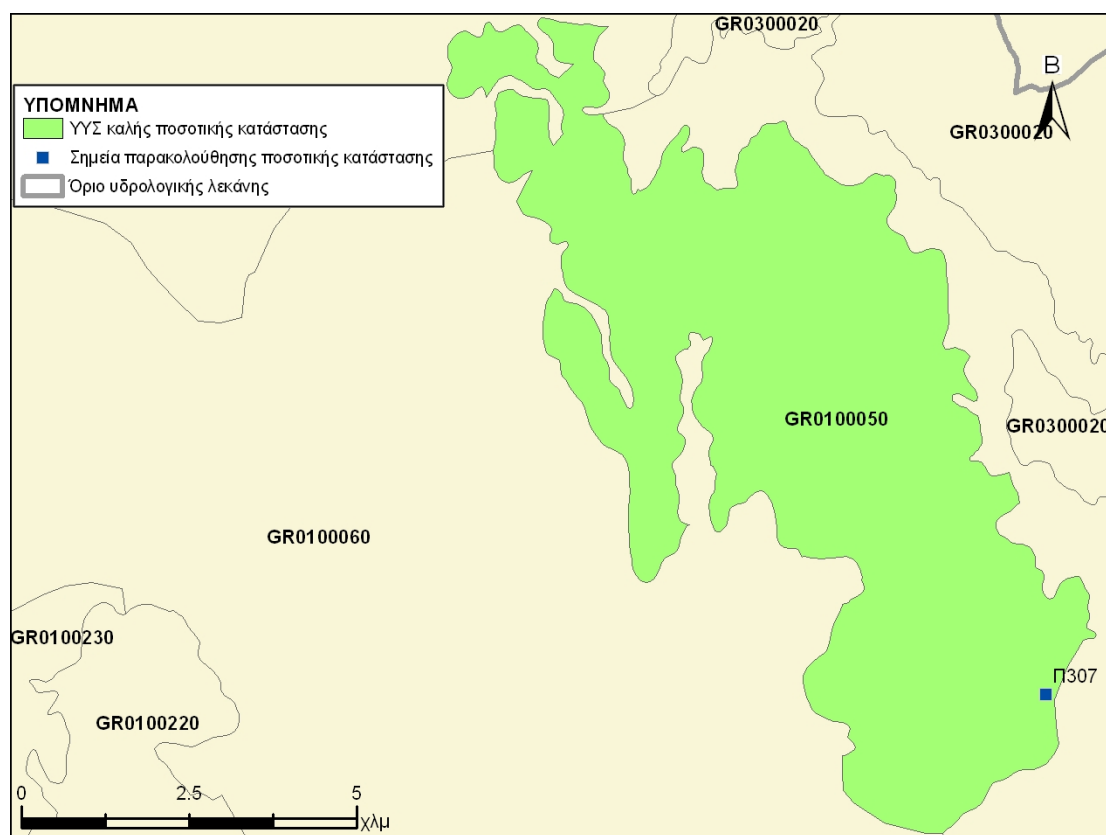 GR0300020
B
ΥΠΟΜΝΗΜΑ
ΥΥΣ καλής ποσοτικής κατάστασης
Σημεία παρακολούθησης ποσοτικής κατάστασης
Όριο υδρολογικής λεκάνης
GR0300020
GR0100050
GR0300020
GR0100060
GR0100230
Π307
GR0100220
0 2.5 5
χλμ